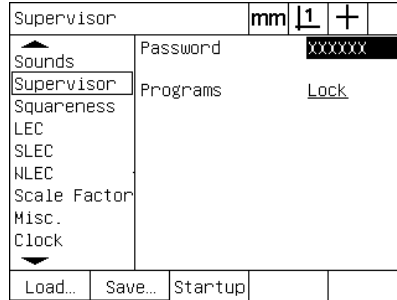 Supervisor mm 1
Sounds
Supervisor
Squareness
LEC
SLEC
NLEC
Scale Factor
Misc.
Clock
Password XXXXXX
Programs Lock
Load... Save... Startup